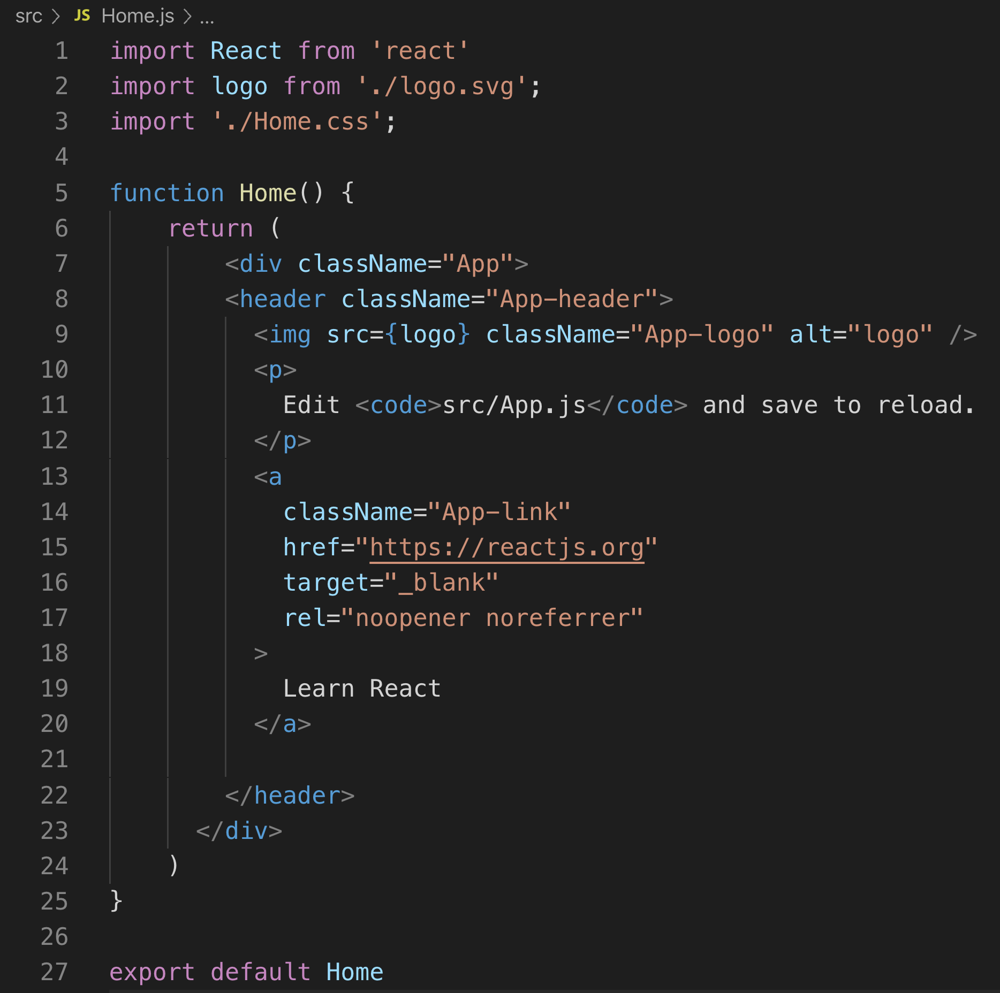 src > JS Home.js > ...
1 import React from 'react'
2 import logo from './logo.svg';
3 import './Home.css';
4
5 function Home() {
6     return (
7         <div className="App">
8         <header className="App-header">
9           <img src={logo} className="App-logo" alt="logo" />
10           <p>
11             Edit <code>src/App.js</code> and save to reload.
12           </p>
13           <a
14             className="App-link"
15             href="https://reactjs.org"
16             target="_blank"
17             rel="noopener noreferrer"
18           >
19             Learn React
20           </a>
21
22         </header>
23       </div>
24     )
25 }
26
27 export default Home